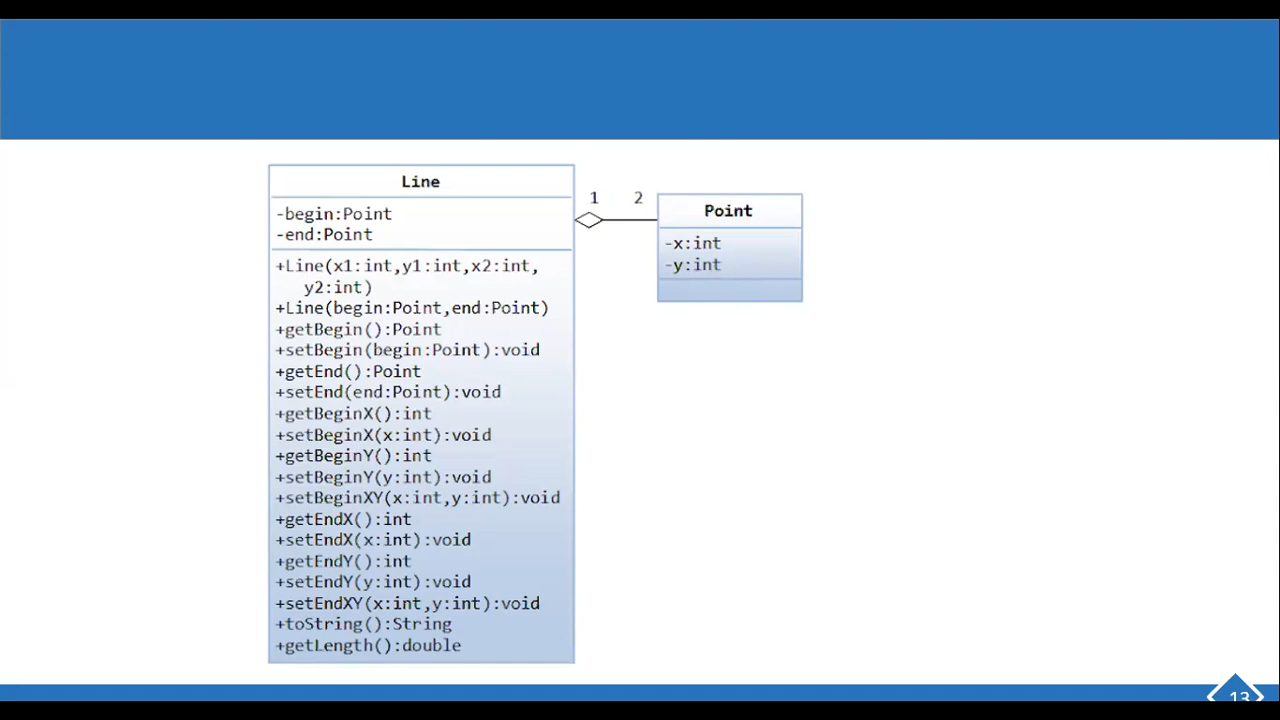 Line
-begin:Point
-end:Point
+Line(x1:int,y1:int,x2:int,
y2:int)
+Line(begin:Point,end:Point)
+getBegin():Point
+setBegin(begin:Point):void
+getEnd():Point
+setEnd(end:Point):void
+getBeginX():int
+setBeginX(x:int):void
+getBeginY():int
+setBeginY(y:int):void
+setBeginXY(x:int,y:int):void
+getEndX():int
+setEndX(x:int):void
+getEndY():int
+setEndY(y:int):void
+setEndXY(x:int,y:int):void
+toString():String
+getLength():double
1 2
Point
-x:int
-y:int
13